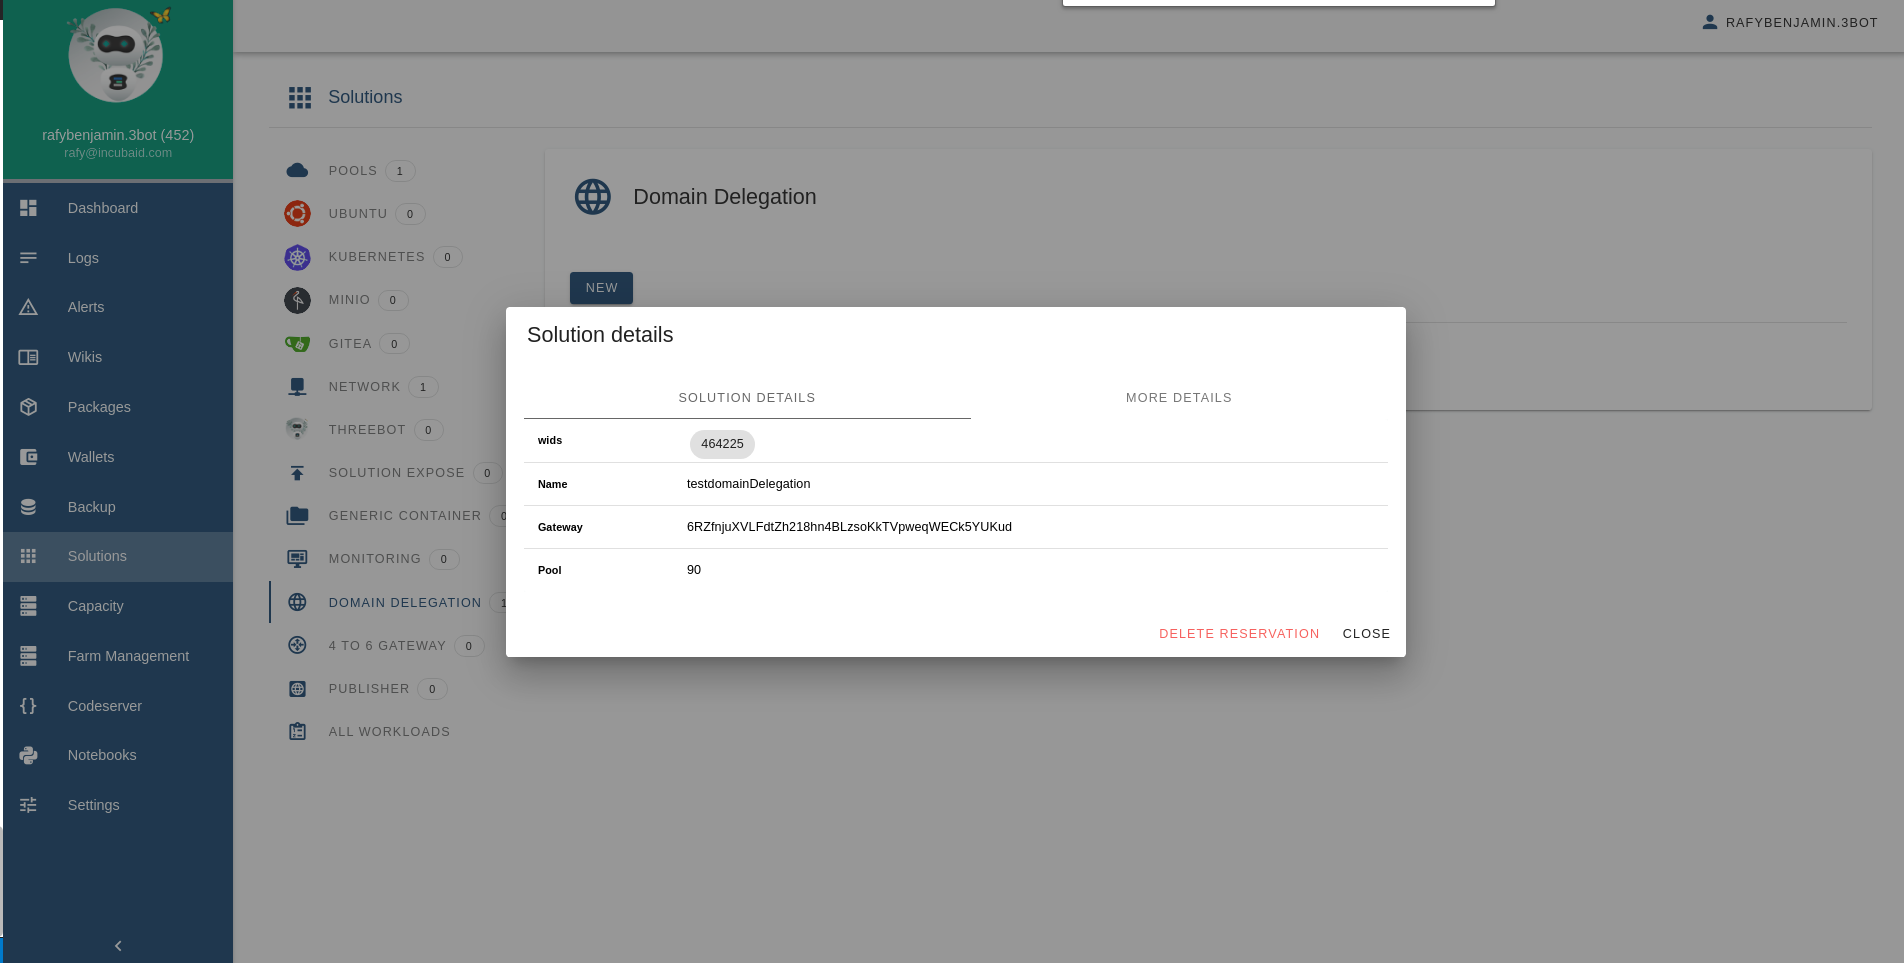 RAFYBENJAMIN.3BOT
rafybenjamin.3bot (452)
rafy@incubaid.com
Dashboard
Logs
Alerts
Wikis
Packages
Wallets
Backup
Solutions
Capacity
Farm Management
Codeserver
Notebooks
Settings
Solutions
POOLS 1
UBUNTU 0
KUBERNETES 0
MINIO 0
GITEA 0
NETWORK 1
THREEBOT 0
SOLUTION EXPOSE 0
GENERIC CONTAINER 0
MONITORING 0
DOMAIN DELEGATION 1
4 TO 6 GATEWAY 0
PUBLISHER 0
ALL WORKLOADS
Domain Delegation
NEW
Solution details
SOLUTION DETAILS MORE DETAILS
wids 464225
Name testdomainDelegation
Gateway 6RZfnjuXVLFdtZh218hn4BLzsoKkTVpweqWECk5YUKud
Pool 90
DELETE RESERVATION CLOSE